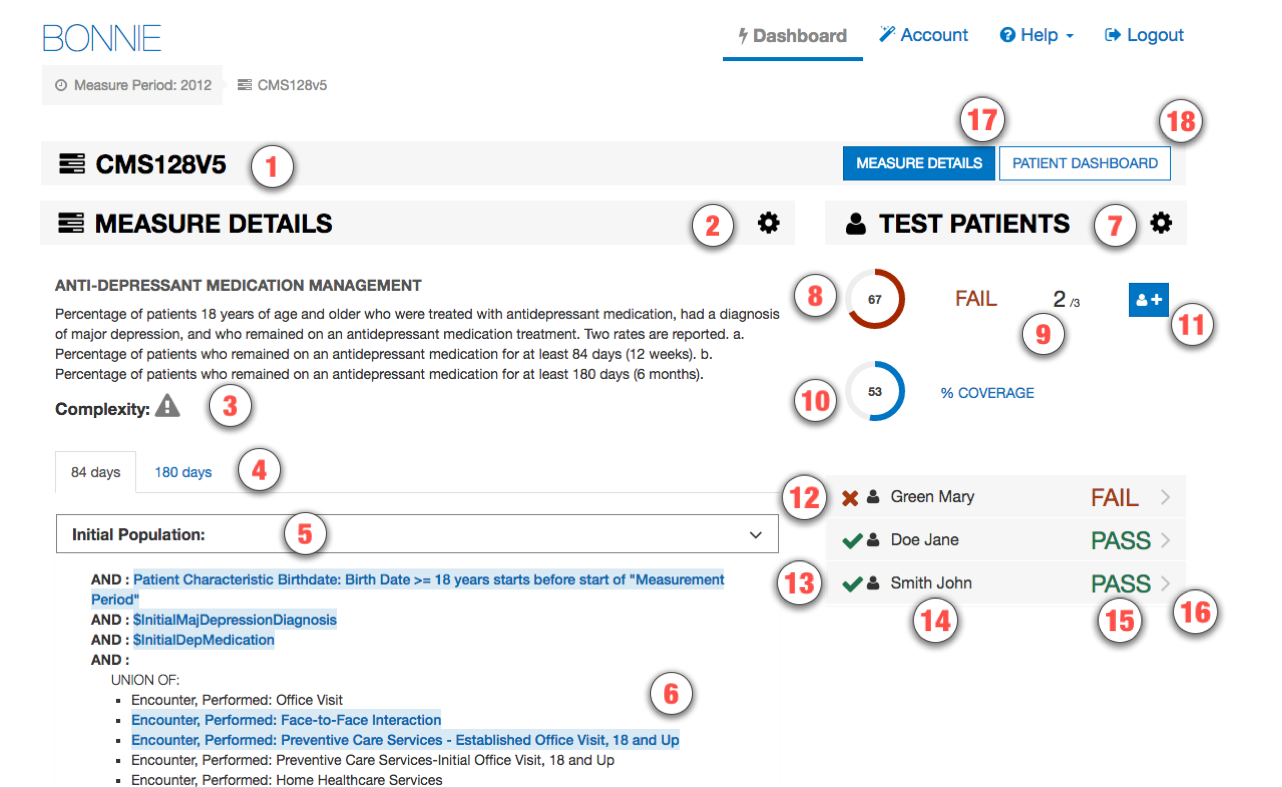 BONNIE
Dashboard
Account
Help
Logout
Measure Period: 2012
CMS128v5
17
18
CMS128V5
1
MEASURE DETAILS
PATIENT DASHBOARD
MEASURE DETAILS
2
TEST PATIENTS
7
ANTI-DEPRESSANT MEDICATION MANAGEMENT
Percentage of patients 18 years of age and older who were treated with antidepressant medication, had a diagnosis
of major depression, and who remained on an antidepressant medication treatment. Two rates are reported. a.
Percentage of patients who remained on an antidepressant medication for at least 84 days (12 weeks). b.
Percentage of patients who remained on an antidepressant medication for at least 180 days (6 months).
8
67
FAIL
2 /3
9
11
Complexity:
3
10
53
% COVERAGE
84 days
180 days
4
Initial Population:
5
12
Green Mary
FAIL
Doe Jane
PASS
13
Smith John
PASS
14
15
16
AND : Patient Characteristic Birthdate: Birth Date >= 18 years starts before start of "Measurement
Period"
AND : $InitialMajDepressionDiagnosis
AND : $InitialDepMedication
AND :
UNION OF:
6
▪ Encounter, Performed: Office Visit
▪ Encounter, Performed: Face-to-Face Interaction
▪ Encounter, Performed: Preventive Care Services - Established Office Visit, 18 and Up
▪ Encounter, Performed: Preventive Care Services-Initial Office Visit, 18 and Up
▪ Encounter, Performed: Home Healthcare Services